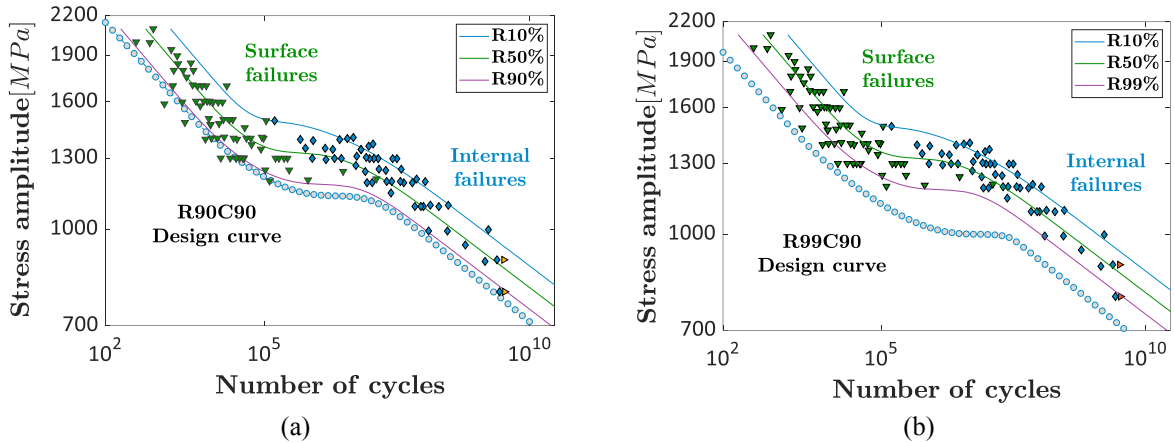 2200
1900
1600
1300
1000
700
Stress amplitude[MPa]
10^2
10^5
10^10
Number of cycles
R10%
R50%
R90%
Surface
failures
Internal
failures
R90C90
Design curve
(a)
2200
1900
1600
1300
1000
700
Stress amplitude[MPa]
10^2
10^5
10^10
Number of cycles
R10%
R50%
R99%
Surface
failures
Internal
failures
R99C90
Design curve
(b)